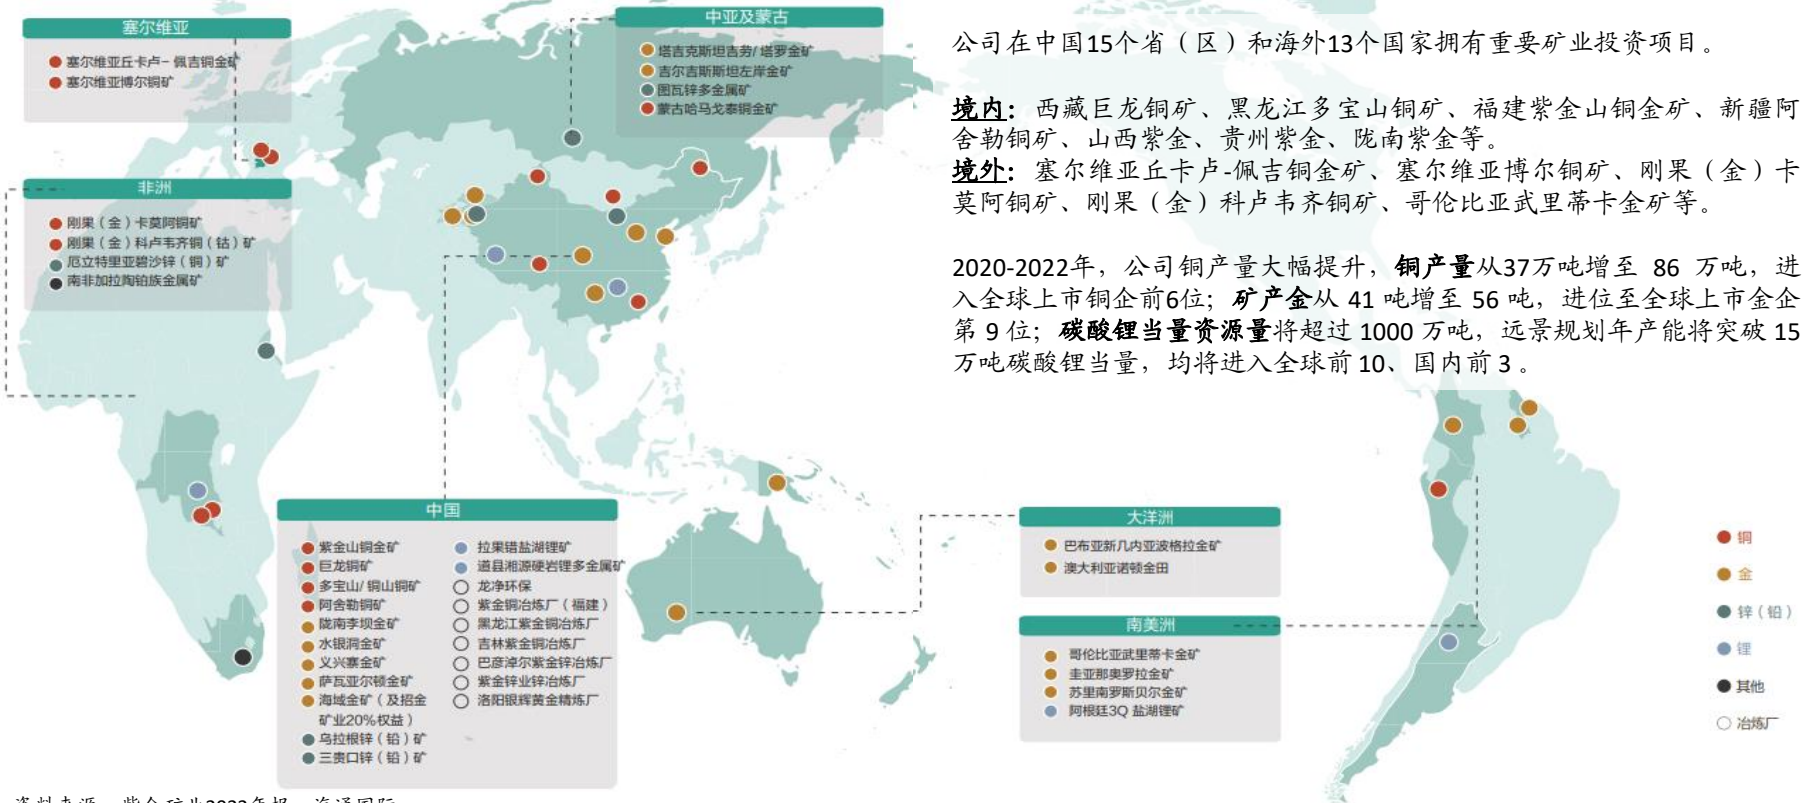 塞尔维亚
塞尔维亚丘卡卢-佩吉铜金矿
塞尔维亚博尔铜矿
中亚及蒙古
塔吉克斯坦吉劳/塔罗金矿
吉尔吉斯斯坦左岸金矿
图瓦锌多金属矿
蒙古哈马戈泰铜金矿
公司在中国15个省（区）和海外13个国家拥有重要矿业投资项目。
境内：西藏巨龙铜矿、黑龙江多宝山铜矿、福建紫金山铜金矿、新疆阿
舍勒铜矿、山西紫金、贵州紫金、陇南紫金等。
境外：塞尔维亚丘卡卢-佩吉铜金矿、塞尔维亚博尔铜矿、刚果（金）卡
莫阿铜矿、刚果（金）科卢韦齐铜矿、哥伦比亚武里蒂卡金矿等。
2020-2022年，公司铜产量大幅提升，铜产量从37万吨增至 86 万吨，进
入全球上市铜企前6位；矿产金从 41 吨增至 56 吨，进位至全球上市金企
第 9 位；碳酸锂当量资源量将超过 1000 万吨，远景规划年产能将突破 15
万吨碳酸锂当量，均将进入全球前 10、国内前 3 。
非洲
刚果（金）卡莫阿铜矿
刚果（金）科卢韦齐铜（钴）矿
厄立特里亚碧沙锌（铜）矿
南非加拉陶铂族金属矿
中国
紫金山铜金矿
巨龙铜矿
多宝山/铜山铜矿
阿舍勒铜矿
陇南李坝金矿
水银洞金矿
义兴寨金矿
萨瓦亚尔顿金矿
海域金矿（及招金
矿业20%权益）
乌拉根锌（铅）矿
三贵口锌（铅）矿
拉果错盐湖锂矿
道县湘源硬岩锂多金属矿
龙净环保
紫金铜冶炼厂（福建）
黑龙江紫金铜冶炼厂
吉林紫金铜冶炼厂
巴彦淖尔紫金锌冶炼厂
紫金锌业锌冶炼厂
洛阳银辉黄金精炼厂
大洋洲
巴布亚新几内亚波格拉金矿
澳大利亚诺顿金田
南美洲
哥伦比亚武里蒂卡金矿
圭亚那奥罗拉金矿
苏里南罗斯贝尔金矿
阿根廷3Q 盐湖锂矿
铜
金
锌（铅）
锂
其他
冶炼厂